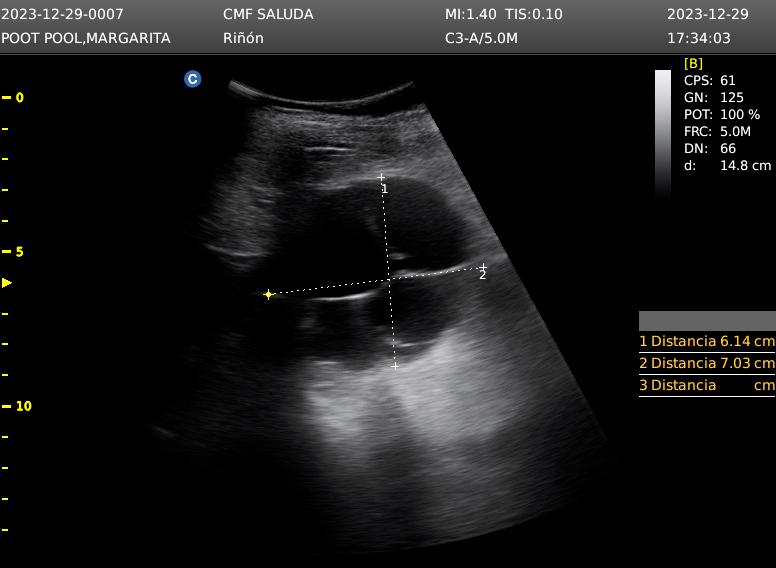 2023-12-29-0007 CMF SALUDA MI:1.40 TIS:0.10 2023-12-29
POOT POOL,MARGARITA Riñón C3-A/5.0M 17:34:03
C
[B]
CPS: 61
GN: 125
POT: 100 %
FRC: 5.0M
DN: 66
d: 14.8 cm
0
5
10
1
2
1 Distancia 6.14 cm
2 Distancia 7.03 cm
3 Distancia cm